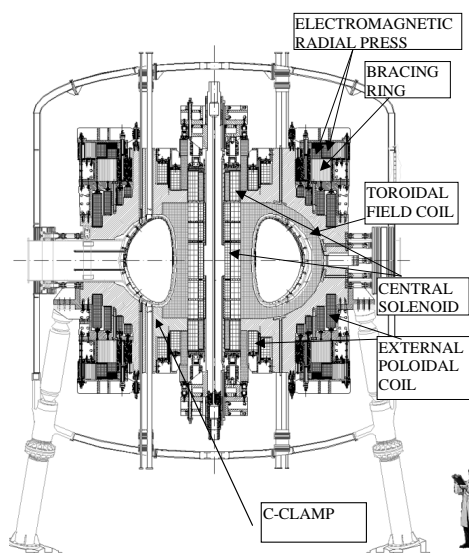 ELECTROMAGNETIC
RADIAL PRESS
BRACING
RING
TOROIDAL
FIELD COIL
CENTRAL
SOLENOID
EXTERNAL
POLOIDAL
COIL
C-CLAMP